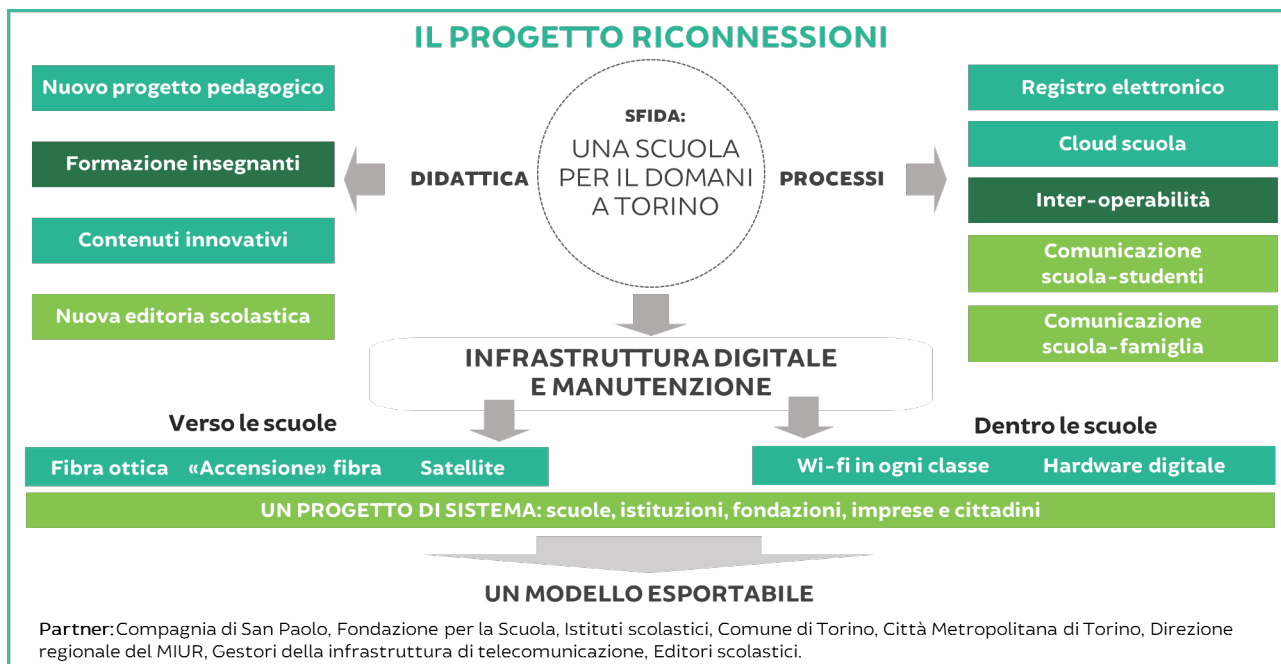 IL PROGETTO RICONNESSIONI
Nuovo progetto pedagogico
Formazione insegnanti
Contenuti innovativi
Nuova editoria scolastica
DIDATTICA
SFIDA:
UNA SCUOLA
PER IL DOMANI
A TORINO
PROCESSI
Registro elettronico
Cloud scuola
Inter-operabilità
Comunicazione
scuola-studenti
Comunicazione
scuola-famiglia
INFRASTRUTTURA DIGITALE
E MANUTENZIONE
Verso le scuole
Fibra ottica «Accensione» fibra Satellite
Dentro le scuole
Wi-fi in ogni classe Hardware digitale
UN PROGETTO DI SISTEMA: scuole, istituzioni, fondazioni, imprese e cittadini
UN MODELLO ESPORTABILE
Partner: Compagnia di San Paolo, Fondazione per la Scuola, Istituti scolastici, Comune di Torino, Città Metropolitana di Torino, Direzione
regionale del MIUR, Gestori della infrastruttura di telecomunicazione, Editori scolastici.